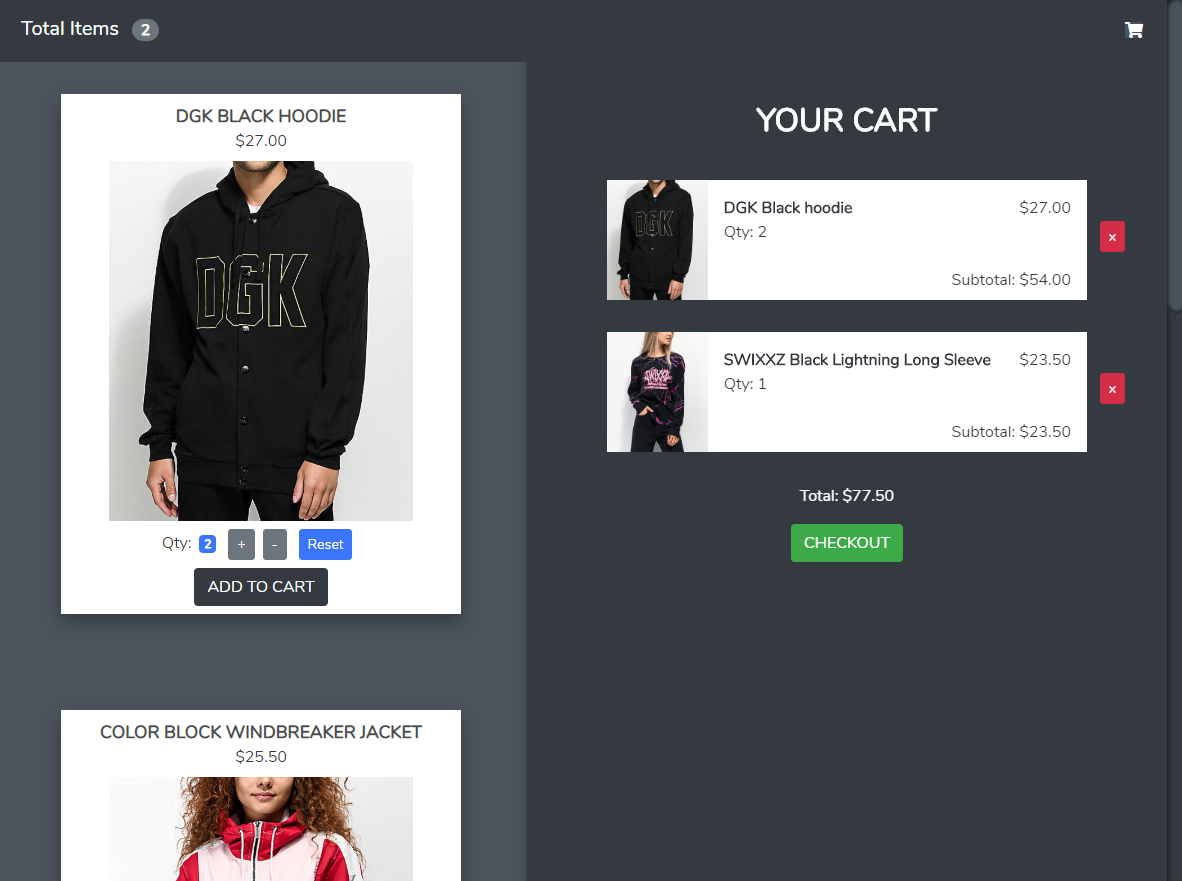 Total Items 2
DGK BLACK HOODIE
$27.00
DGK
Qty: 2 + - Reset
ADD TO CART
COLOR BLOCK WINDBREAKER JACKET
$25.50
YOUR CART
DGK
DGK Black hoodie $27.00
Qty: 2
Subtotal: $54.00
x
SWIXXZ
SWIXXZ Black Lightning Long Sleeve $23.50
Qty: 1
Subtotal: $23.50
x
Total: $77.50
CHECKOUT